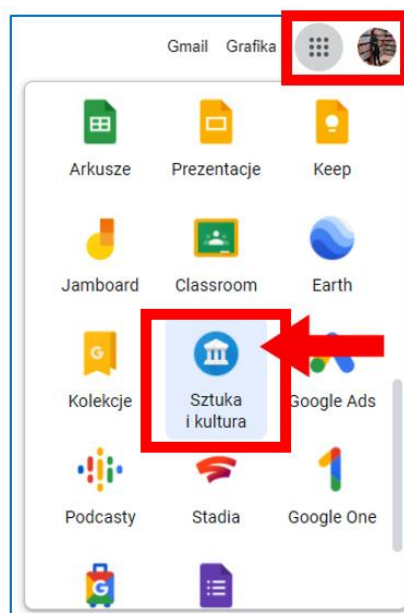 Gmail Grafika
Arkusze Prezentacje Keep
Jamboard Classroom Earth
Kolekcje Sztuka i kultura Google Ads
Podcasty Stadia Google One